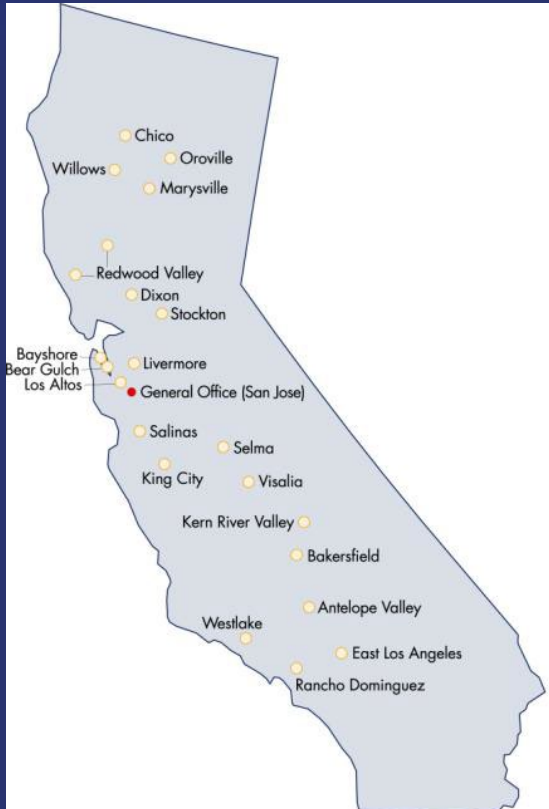 Chico
Oroville
Willows
Marysville
Redwood Valley
Dixon
Stockton
Bayshore
Bear Gulch
Livermore
Los Altos
General Office (San Jose)
Salinas
Selma
King City
Visalia
Kern River Valley
Bakersfield
Antelope Valley
Westlake
East Los Angeles
Rancho Dominguez